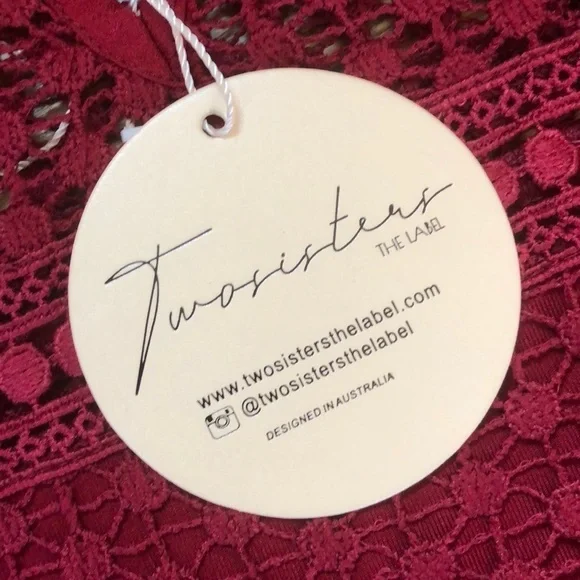 Twosisters
THE LABEL
www.twosistersthelabel.com
@twosistersthelabel
DESIGNED IN AUSTRALIA